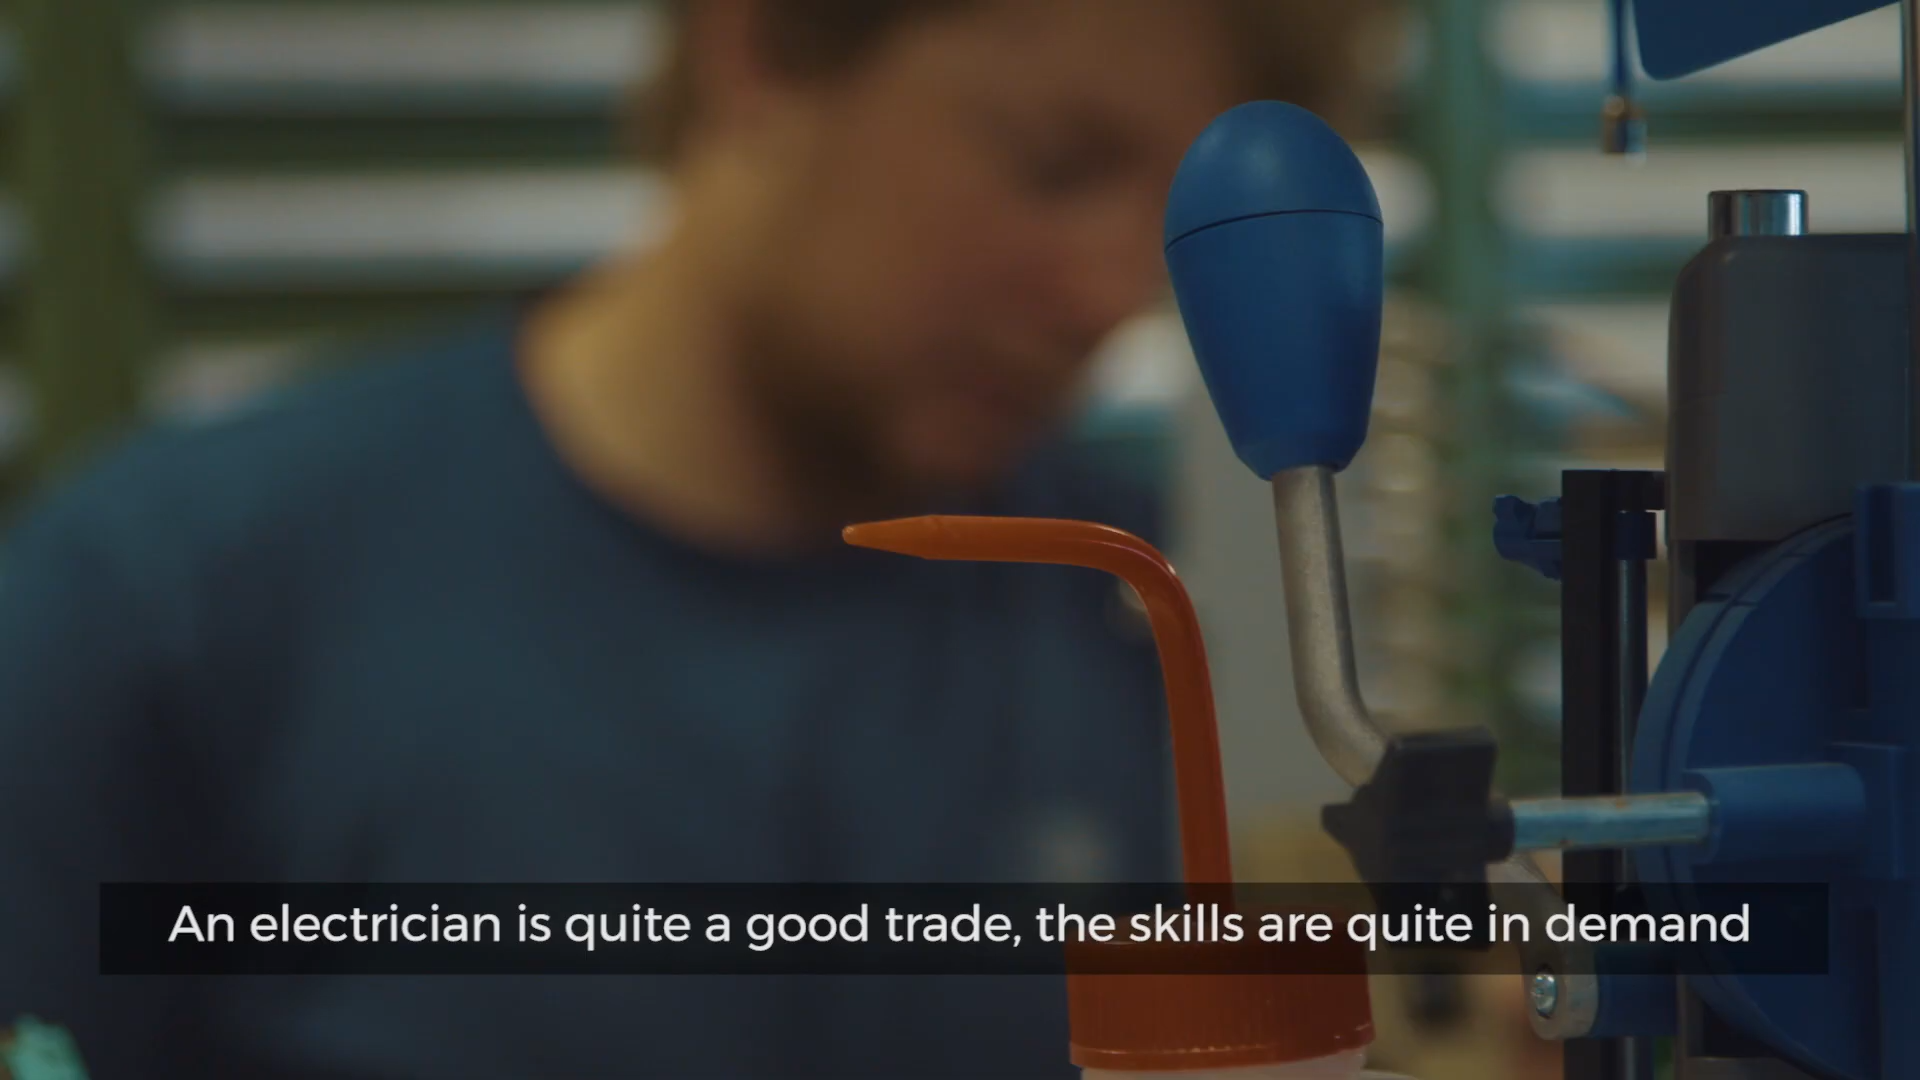 An electrician is quite a good trade, the skills are quite in demand